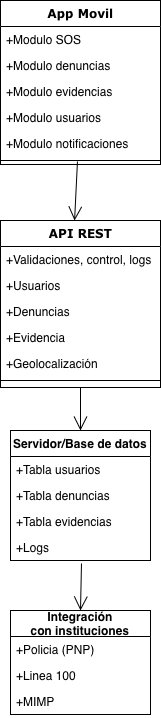 App Movil
+Modulo SOS
+Modulo denuncias
+Modulo evidencias
+Modulo usuarios
+Modulo notificaciones
API REST
+Validaciones, control, logs
+Usuarios
+Denuncias
+Evidencia
+Geolocalización
Servidor/Base de datos
+Tabla usuarios
+Tabla denuncias
+Tabla evidencias
+Logs
Integración
con instituciones
+Policia (PNP)
+Linea 100
+MIMP